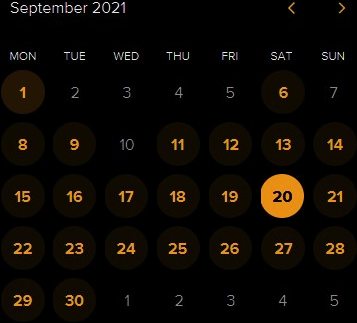 September 2021 < >
MON TUE WED THU FRI SAT SUN
1 2 3 4 5 6 7
8 9 10 11 12 13 14
15 16 17 18 19 20 21
22 23 24 25 26 27 28
29 30 1 2 3 4 5